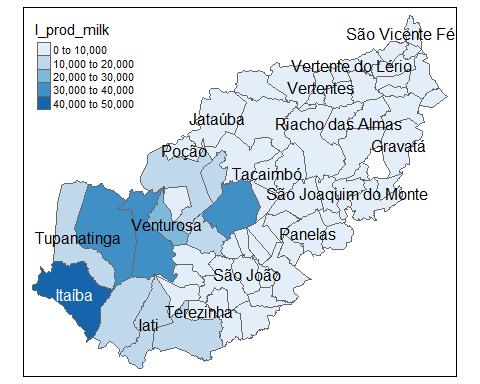 l_prod_milk
0 to 10,000
10,000 to 20,000
20,000 to 30,000
30,000 to 40,000
40,000 to 50,000
São Vicente Fé
Vertente do Lério
Vertentes
Jataúba
Riacho das Almas
Gravatá
Poção
Tacaimbó
São Joaquim do Monte
Venturosa
Panelas
Tupanatinga
São João
Itaíba
Terezinha
Iati